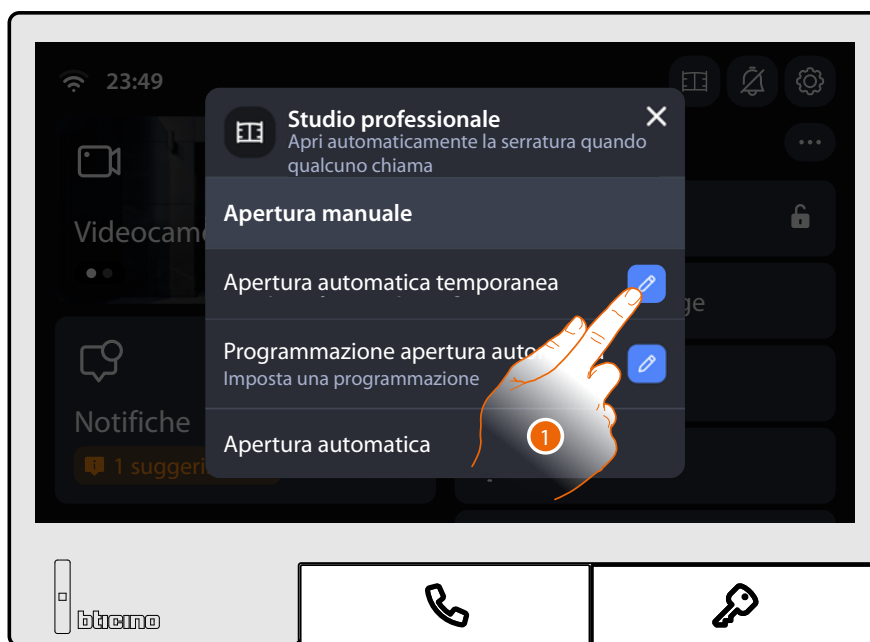 23:49
Studio professionale
Apri automaticamente la serratura quando
qualcuno chiama
Apertura manuale
Videocam
Apertura automatica temporanea
ge
Programmazione apertura auto
Imposta una programmazione
Notifiche
Apertura automatica
1
1 suggeri
bticino